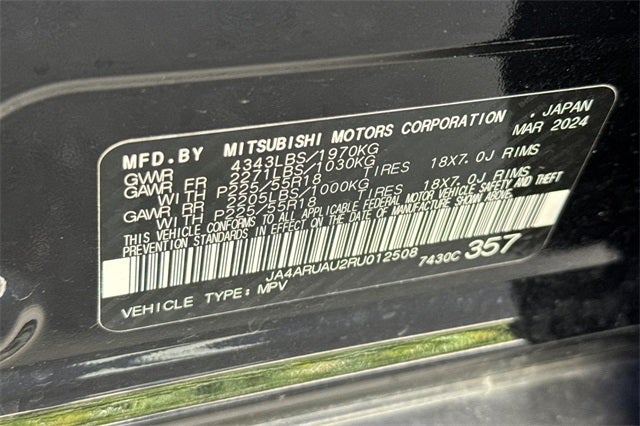 MFD.BY MITSUBISHI MOTORS CORPORATION . JAPAN
GVWR 4343LBS/1970KG MAR 2024
GAWR FR 2271LBS/1030KG
WITH P225/55R18 TIRES 18X7.0J RIMS
GAWR RR 2205LBS/1000KG
WITH P225/55R18 TIRES 18X7.0J RIMS
THIS VEHICLE CONFORMS TO ALL APPLICABLE FEDERAL MOTOR VEHICLE SAFETY AND THEFT
PREVENTION STANDARDS IN EFFECT ON THE DATE OF MANUFACTURE SHOWN ABOVE.
JA4ARUAU2RU012508 7430C 357
VEHICLE TYPE: MPV